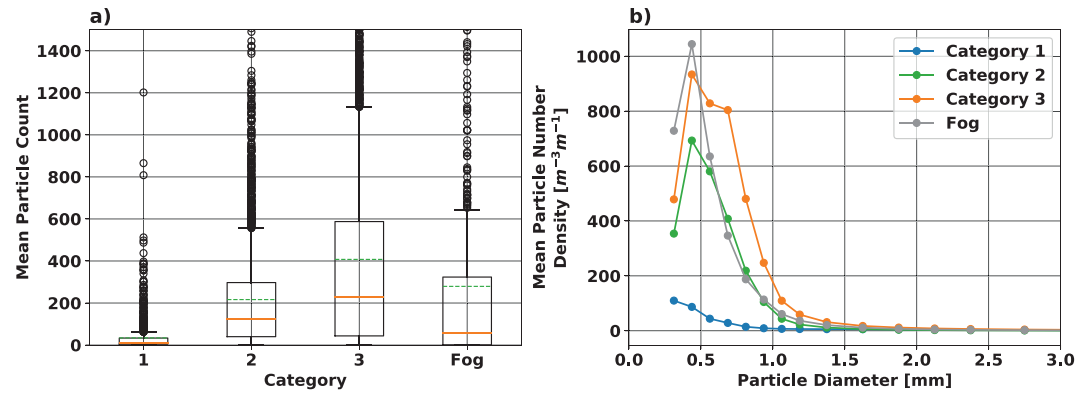 a)
1400
1200
1000
800
600
400
200
0
Mean Particle Count
1
2
3
Fog
Category
b)
1000
800
600
400
200
0
Mean Particle Number
Density [m⁻³m⁻¹]
Category 1
Category 2
Category 3
Fog
0.0
0.5
1.0
1.5
2.0
2.5
3.0
Particle Diameter [mm]